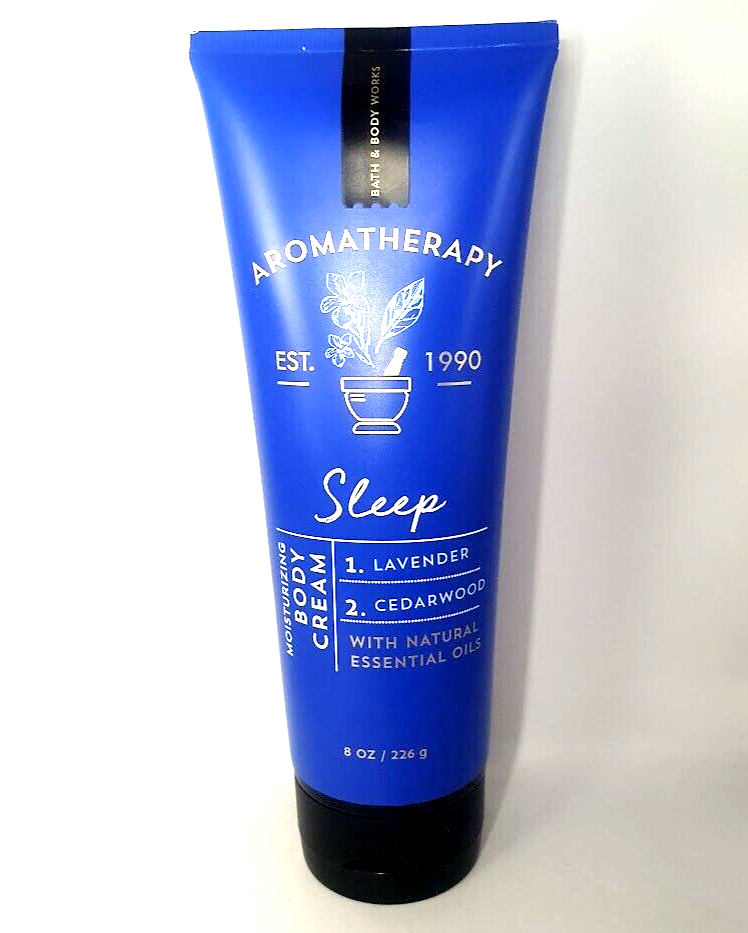 BATH & BODY WORKS
AROMATHERAPY
EST. 1990
Sleep
MOISTURIZING
BODY
CREAM
1. LAVENDER
2. CEDARWOOD
WITH NATURAL
ESSENTIAL OILS
8 OZ / 226 g